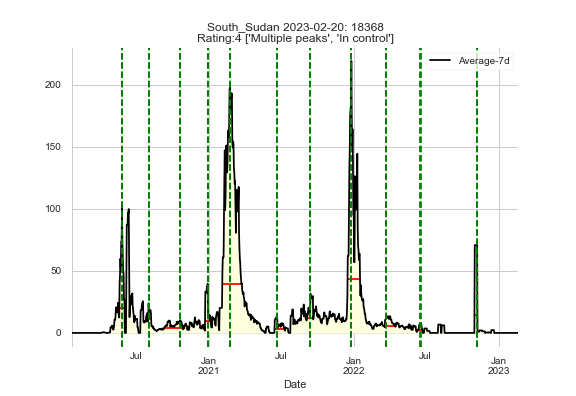 South_Sudan 2023-02-20: 18368
Rating:4 ['Multiple peaks', 'In control']
Average-7d
200
150
100
50
0
Jul
Jan
2021
Jul
Jan
2022
Jul
Jan
2023
Date